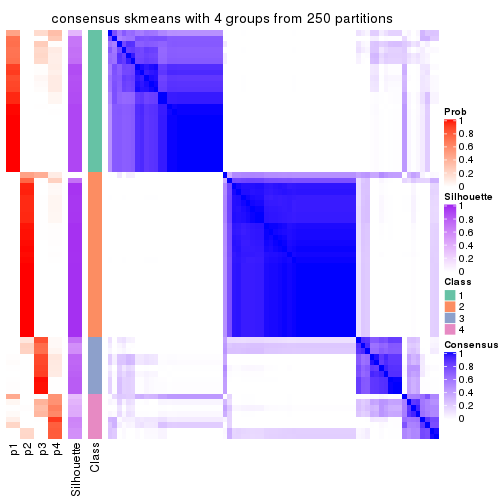 consensus skmeans with 4 groups from 250 partitions
Prob
1
0.8
0.6
0.4
0.2
0
Silhouette
1
0.8
0.6
0.4
0.2
0
Class
1
2
3
4
Consensus
1
0.8
0.6
0.4
0.2
0
p1
p2
p3
p4
Silhouette
Class